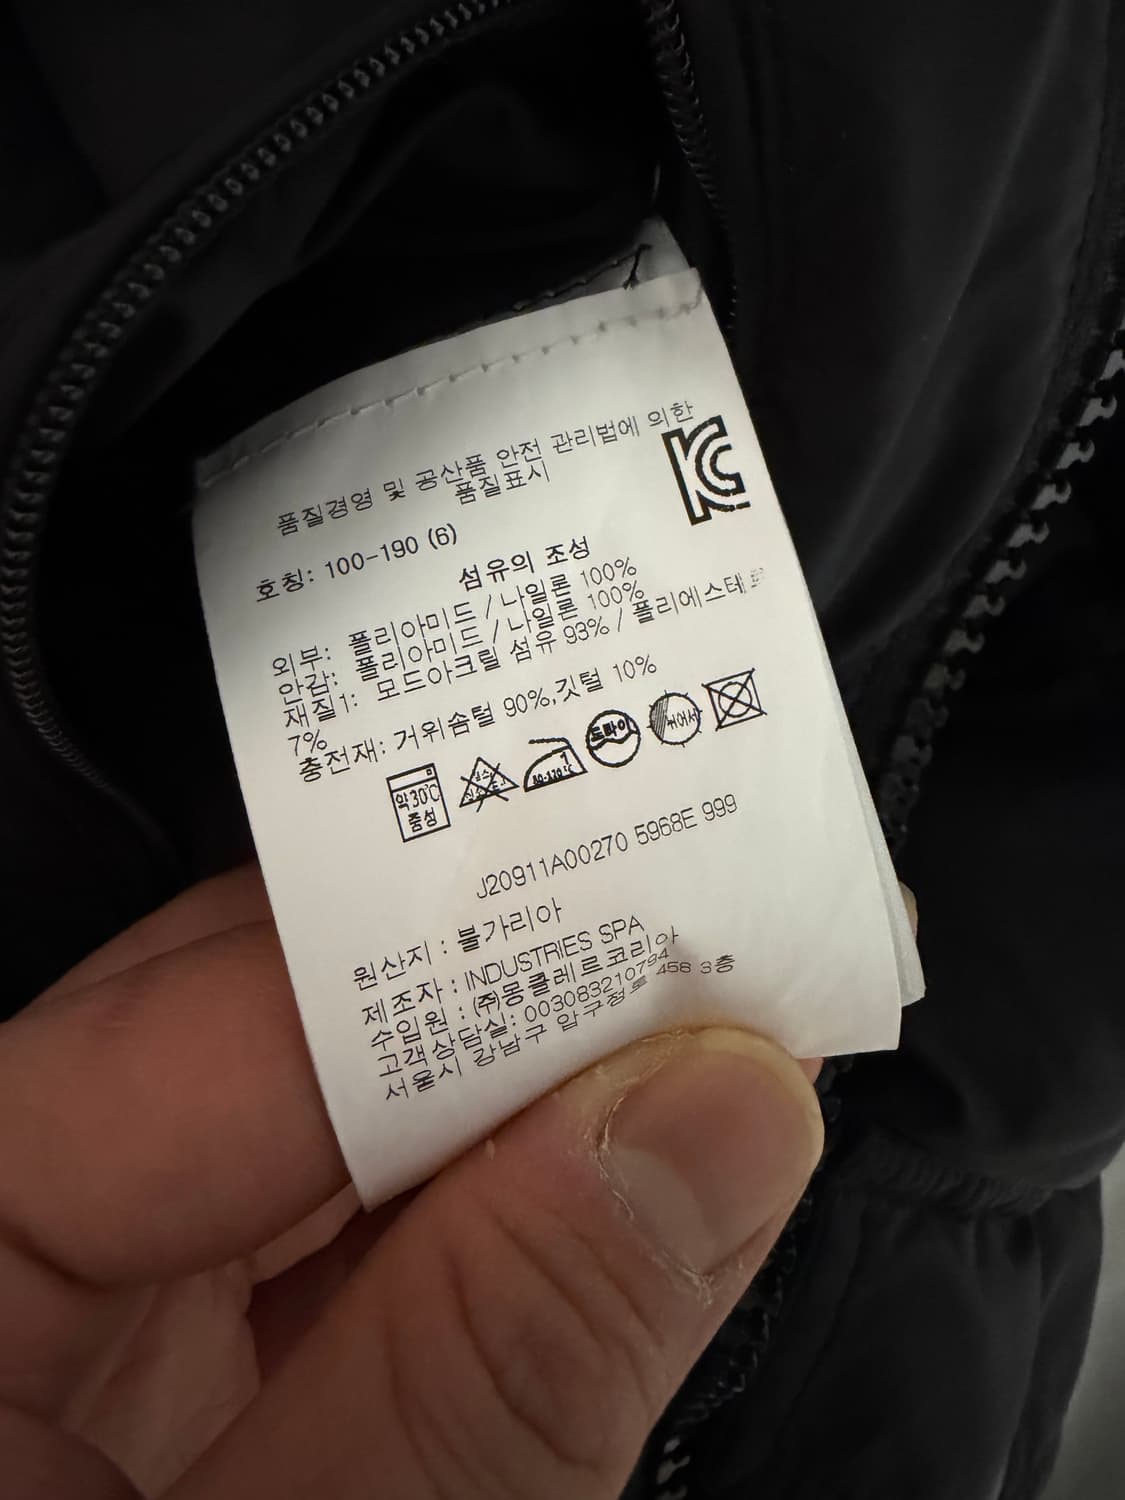 품질경영 및 공산품 안전 관리법에 의한
품질표시
KC
호칭: 100-190 (6)
섬유의 조성
외부: 폴리아미드 / 나일론 100%
안감: 폴리아미드 / 나일론 100%
재질1: 모드아크릴 섬유 93% / 폴리에스테르
7%
충전재: 거위솜털 90%,깃털 10%
약30℃
중성
80-120℃
드라이
뉘어서
J20911A00270 5968E 999
원산지 : 불가리아
제조자 : INDUSTRIES SPA
수입원 : (주)몽클레르코리아
고객상담실: 003083210794
서울시 강남구 압구정로 456 3층